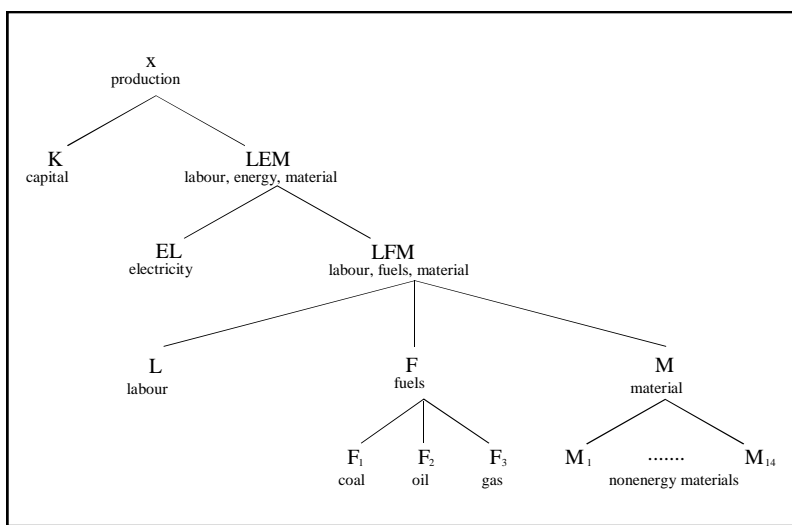 x
production
K LEM
capital labour, energy, material
EL LFM
electricity labour, fuels, material
L F M
labour fuels material
F1 F2 F3 M1 ....... M14
coal oil gas nonenergy materials